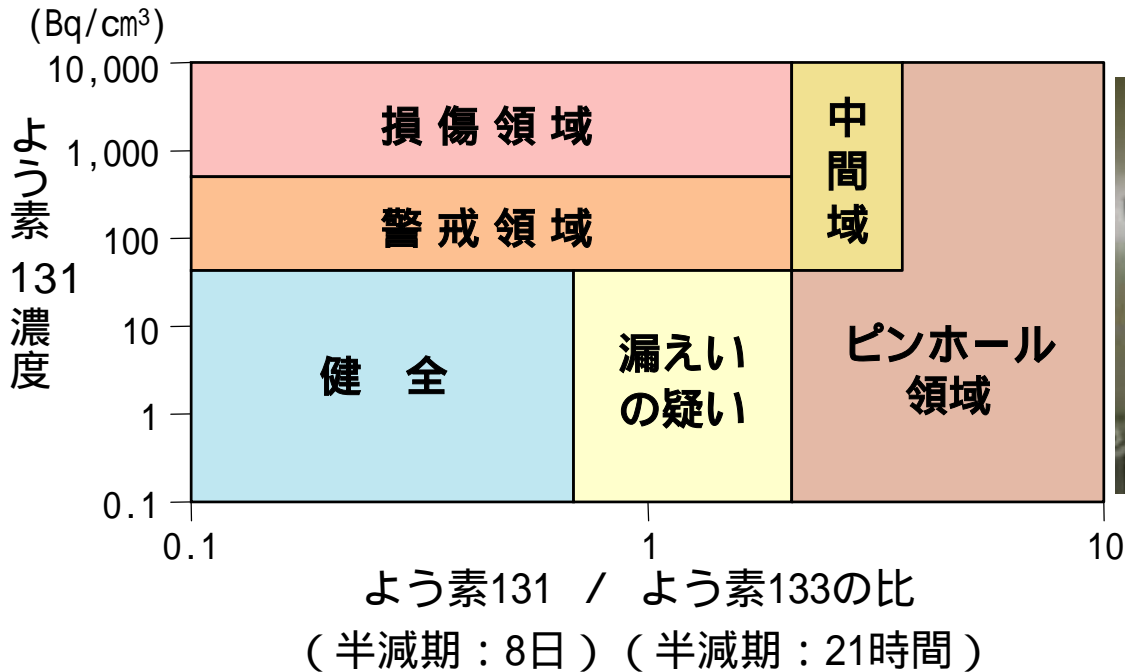 (Bq/cm³)
10,000
1,000
100
10
1
0.1
よう素
131
濃度
損傷領域
警戒領域
中間域
健　全
漏えい
の疑い
ピンホール
領域
0.1
1
10
よう素131 / よう素133の比
（半減期：8日）（半減期：21時間）